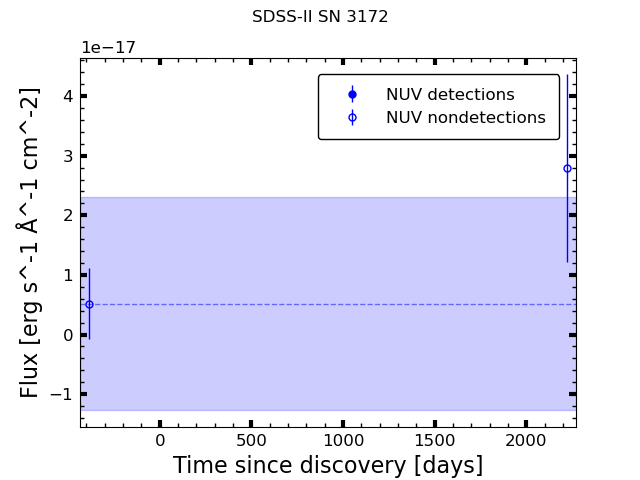 SDSS-II SN 3172
1e−17
NUV detections
NUV nondetections
4
3
2
1
0
−1
Flux [erg s^-1 Å^-1 cm^-2]
0 500 1000 1500 2000
Time since discovery [days]